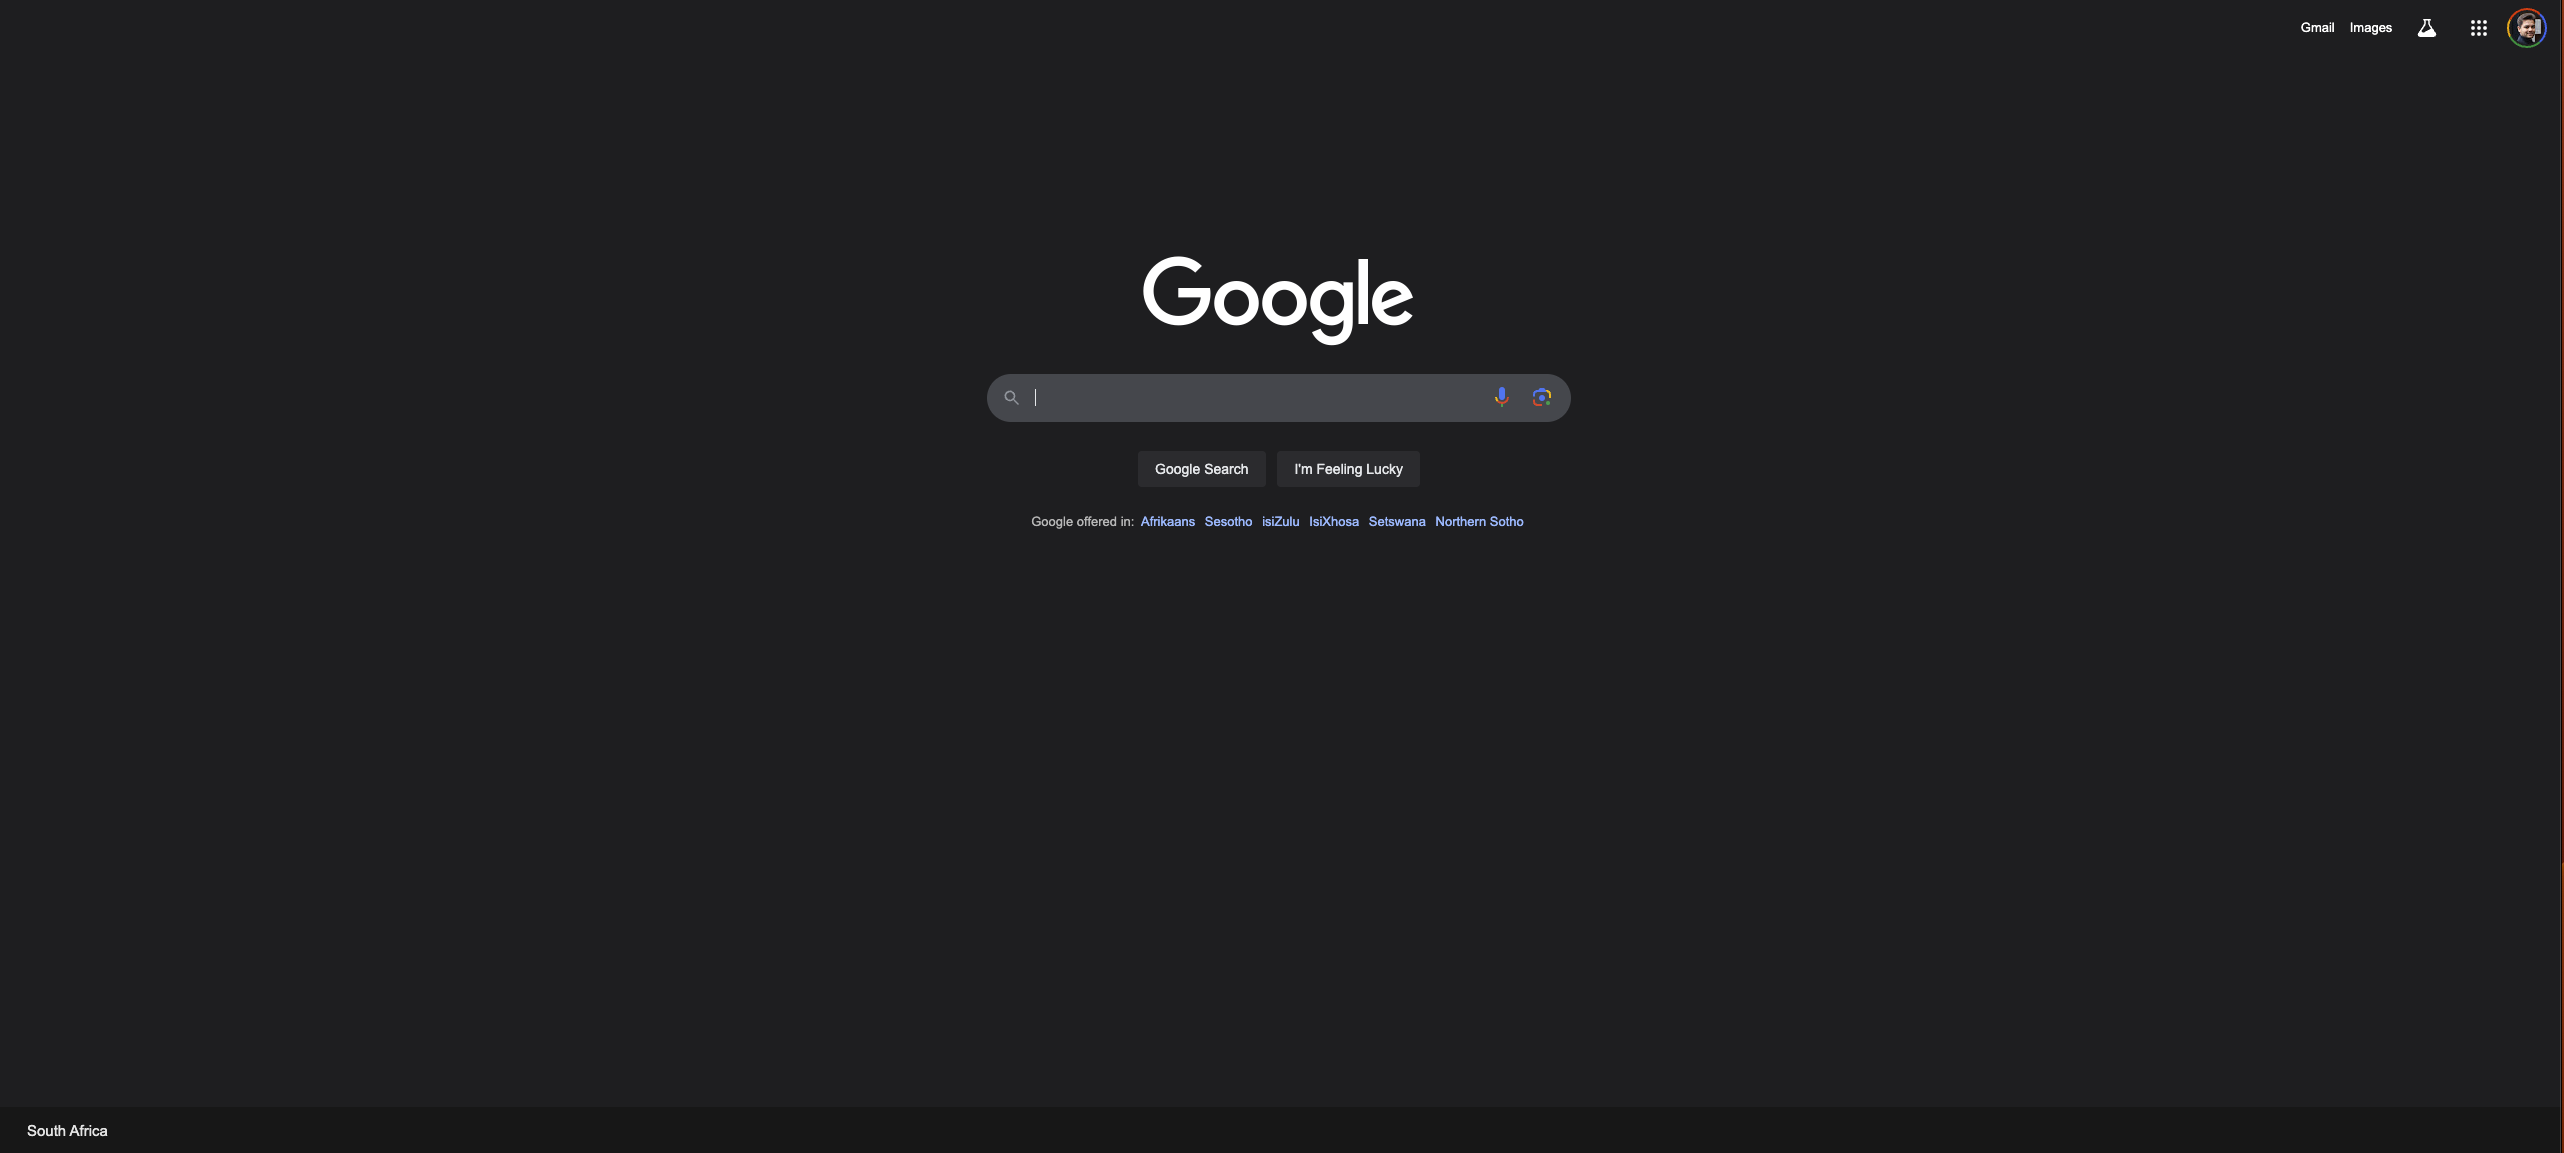 Gmail Images
Google
Google Search I'm Feeling Lucky
Google offered in: Afrikaans Sesotho isiZulu IsiXhosa Setswana Northern Sotho
South Africa